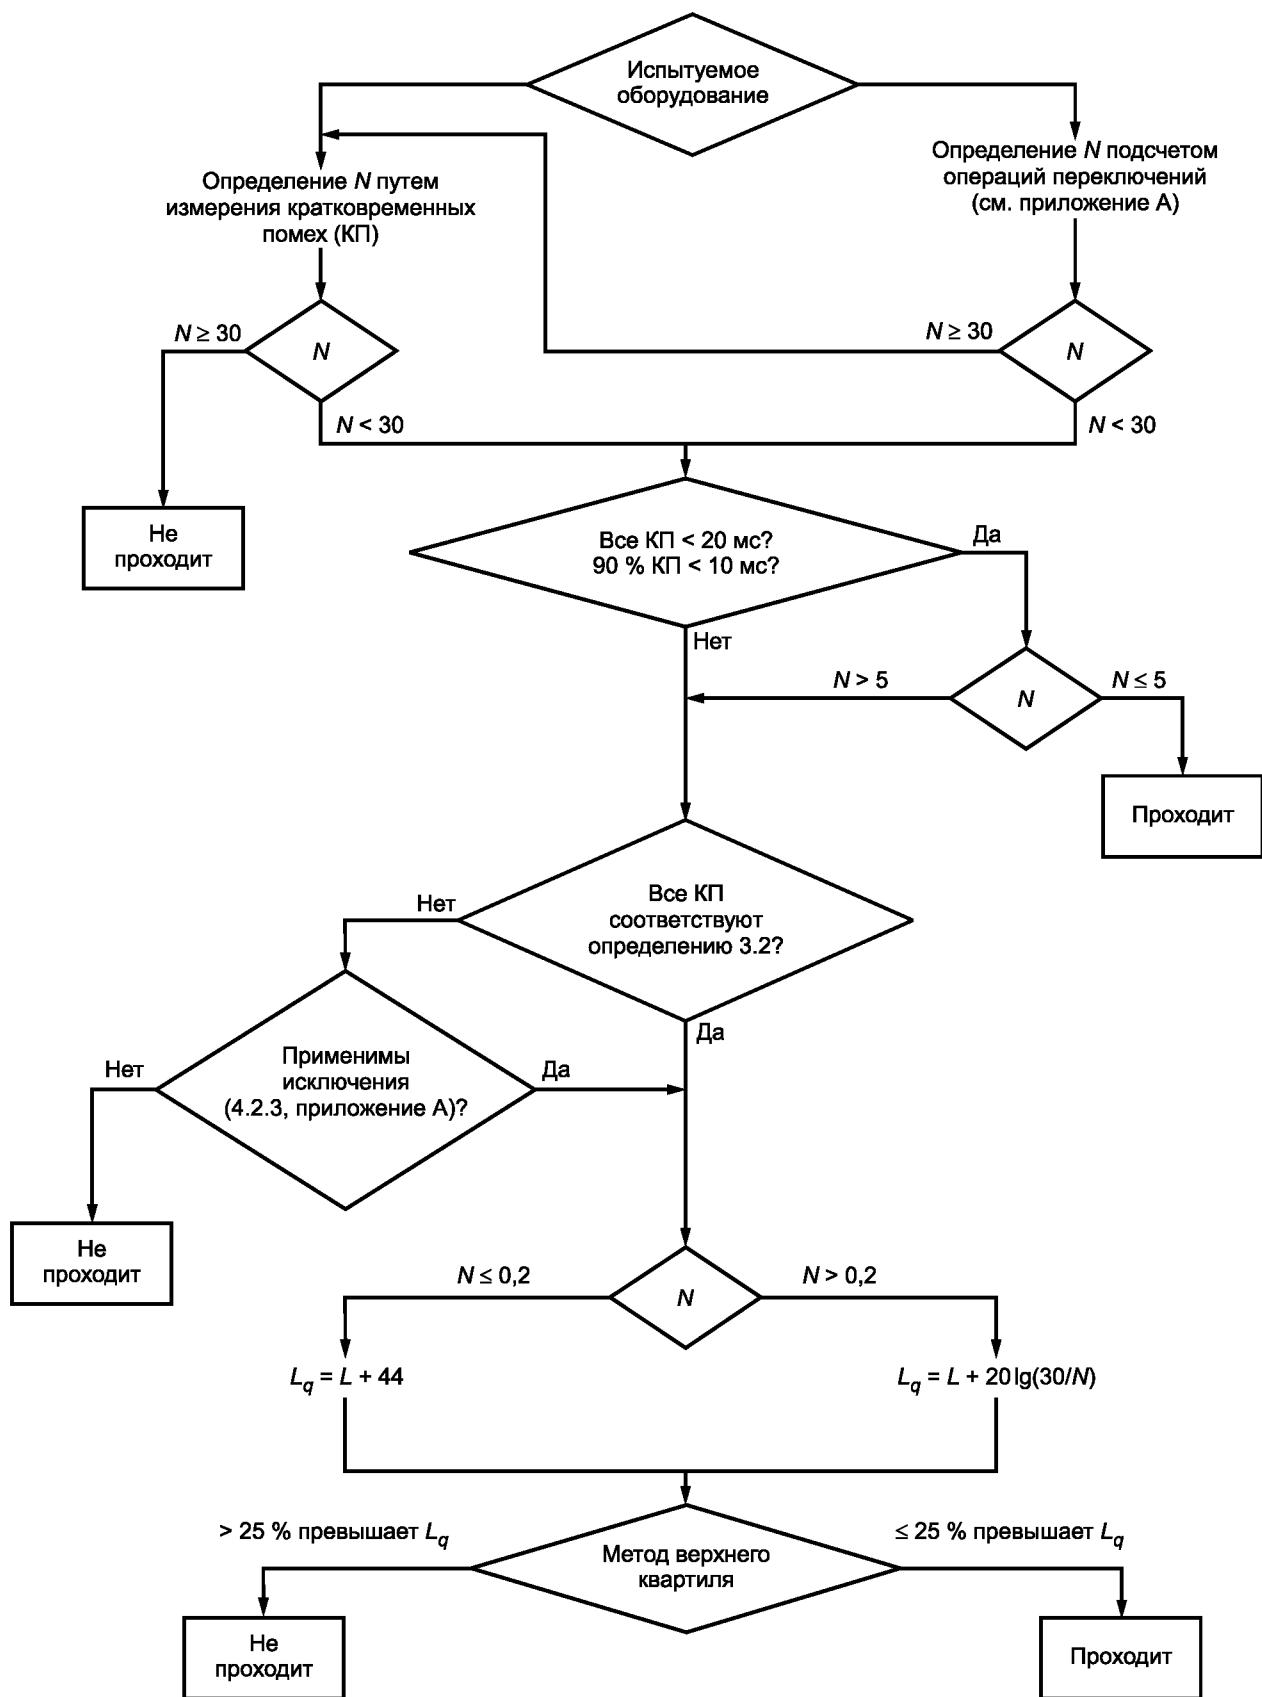 Испытуемое
оборудование
Определение N путем
измерения кратковременных
помех (КП)
Определение N подсчетом
операций переключений
(см. приложение А)
N ≥ 30
N
N ≥ 30
N
N < 30
N < 30
Не
проходит
Все КП < 20 мс?
90 % КП < 10 мс?
Да
Нет
N > 5
N
N ≤ 5
Проходит
Все КП
соответствуют
определению 3.2?
Нет
Да
Применимы
исключения
(4.2.3, приложение А)?
Нет
Да
Не
проходит
N ≤ 0,2
N
N > 0,2
Lq = L + 44
Lq = L + 20 lg(30/N)
> 25 % превышает Lq
Метод верхнего
квартиля
≤ 25 % превышает Lq
Не
проходит
Проходит